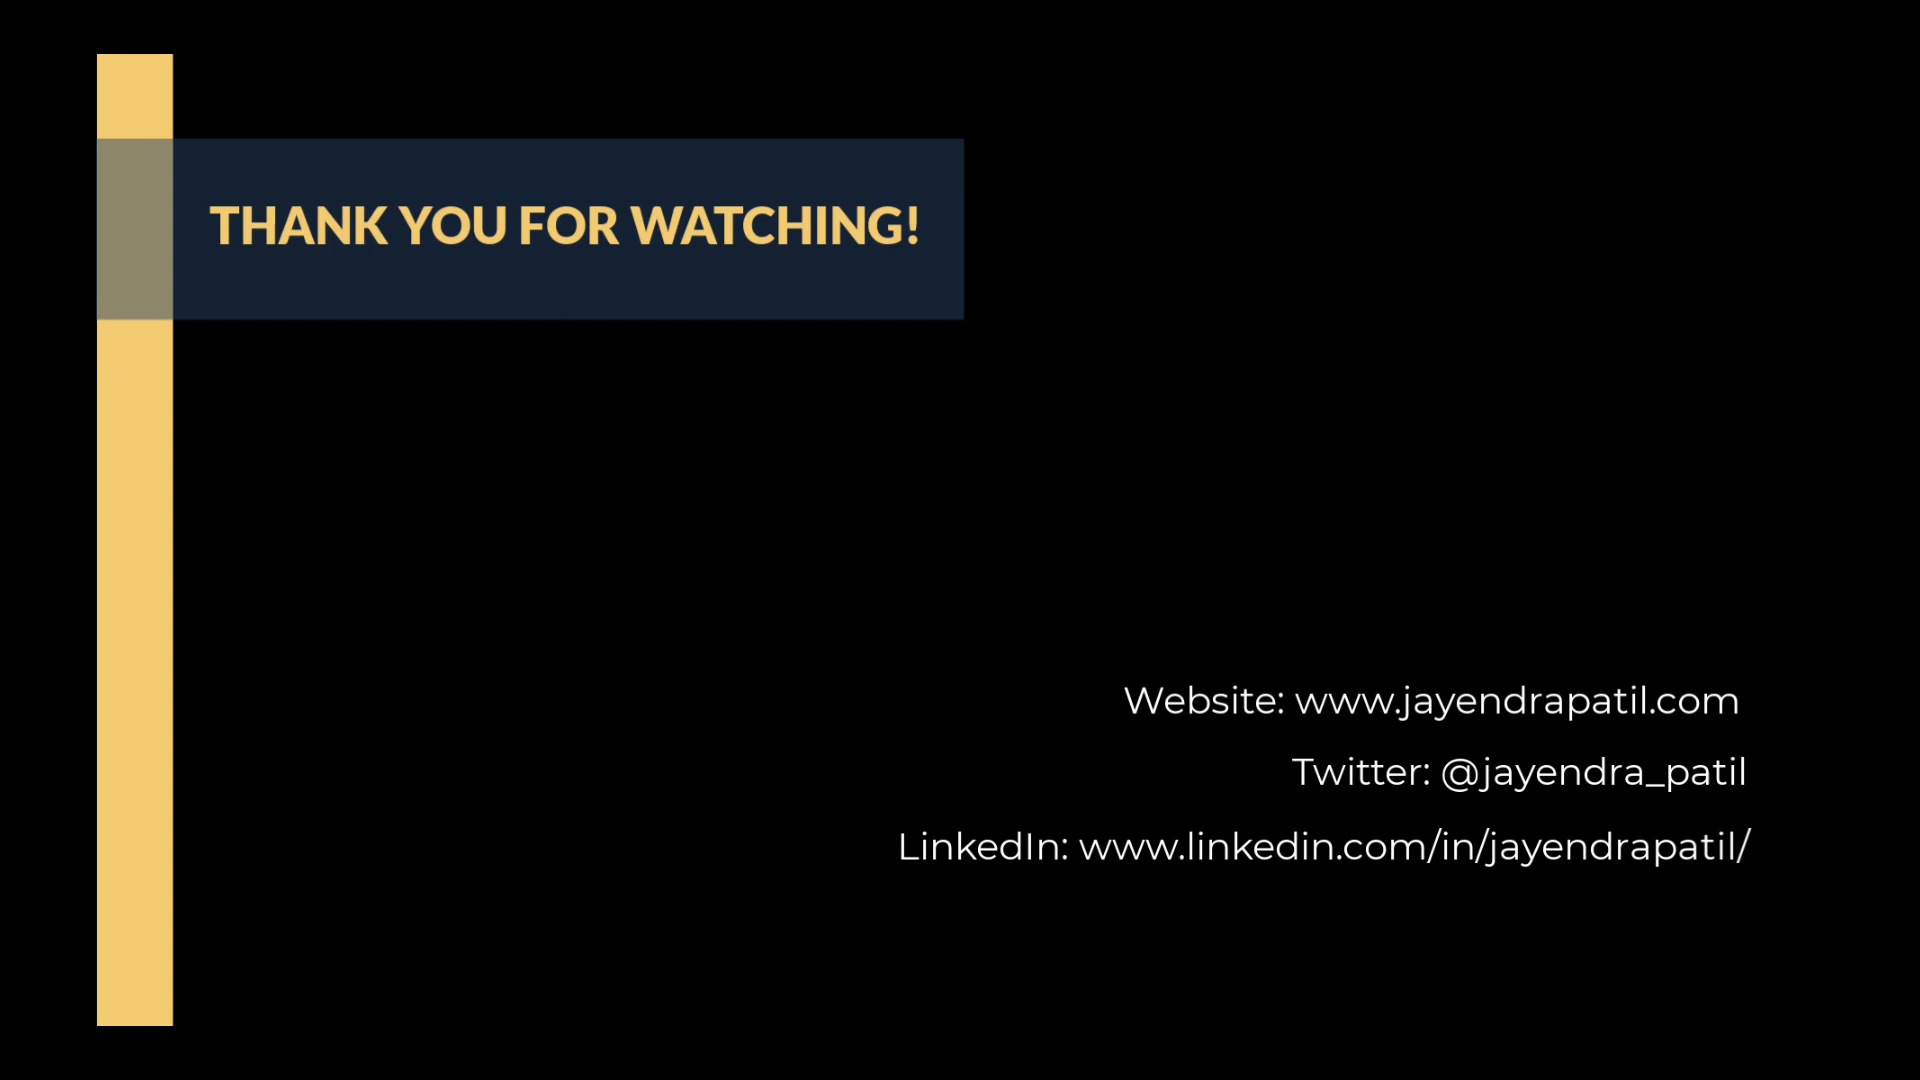 THANK YOU FOR WATCHING!
Website: www.jayendrapatil.com
Twitter: @jayendra_patil
LinkedIn: www.linkedin.com/in/jayendrapatil/